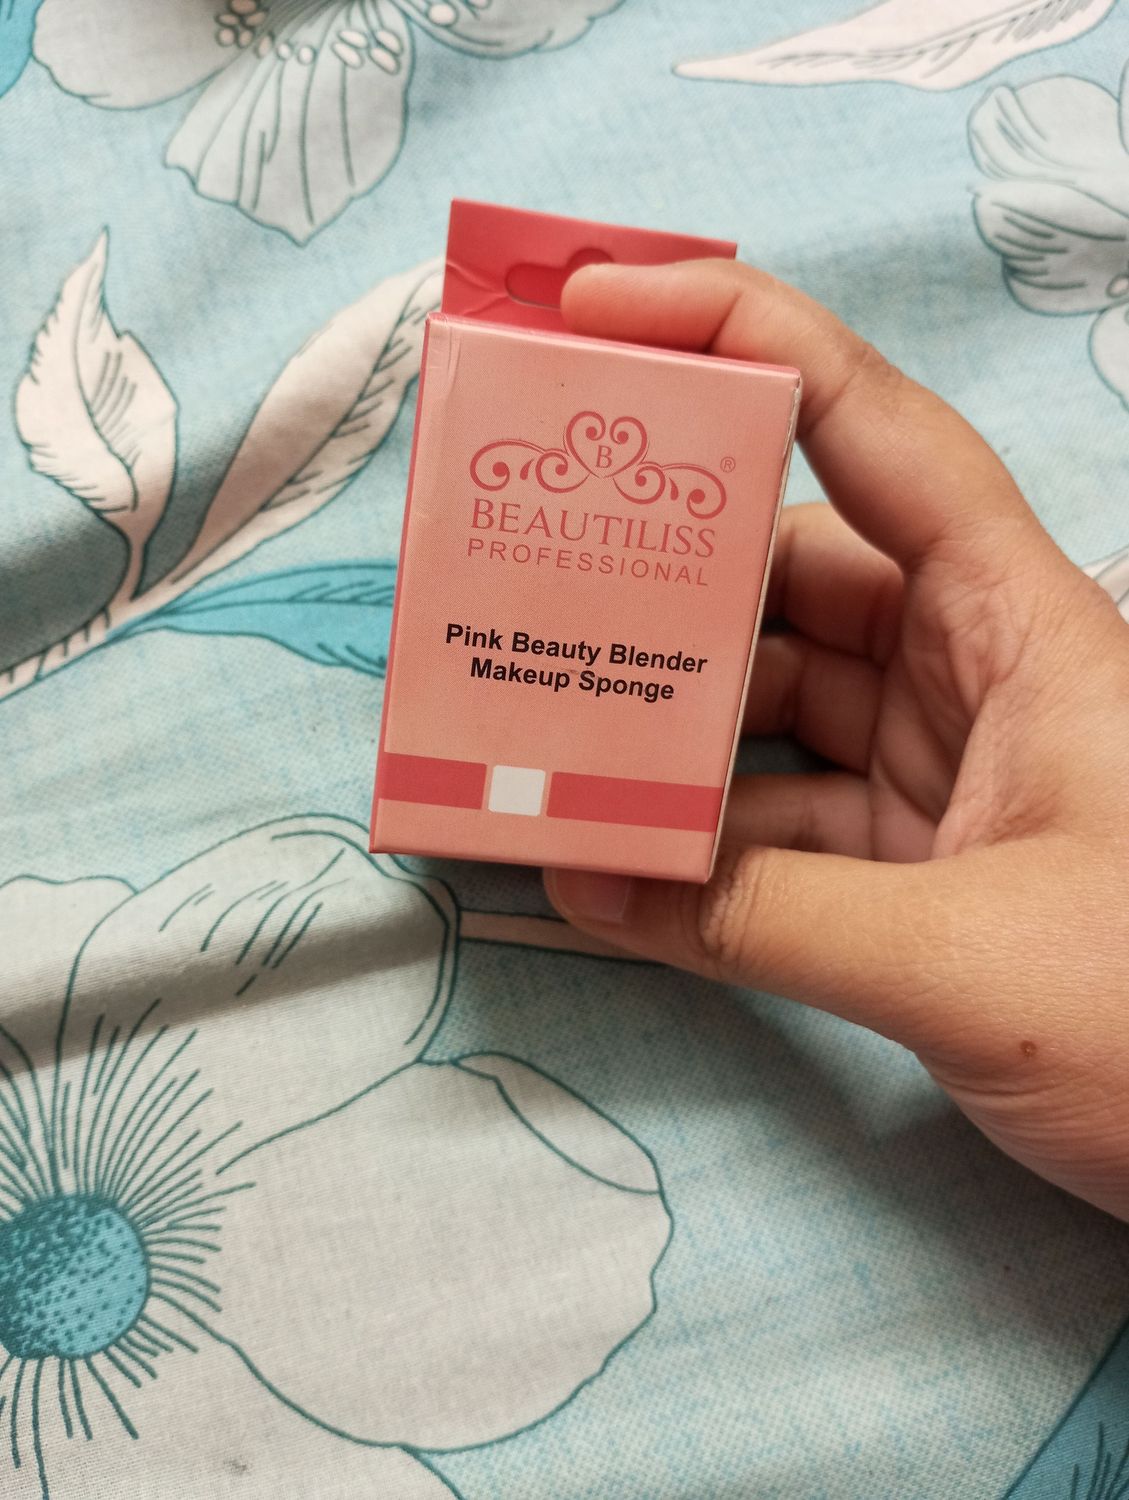 B
®
BEAUTILISS
PROFESSIONAL
Pink Beauty Blender
Makeup Sponge